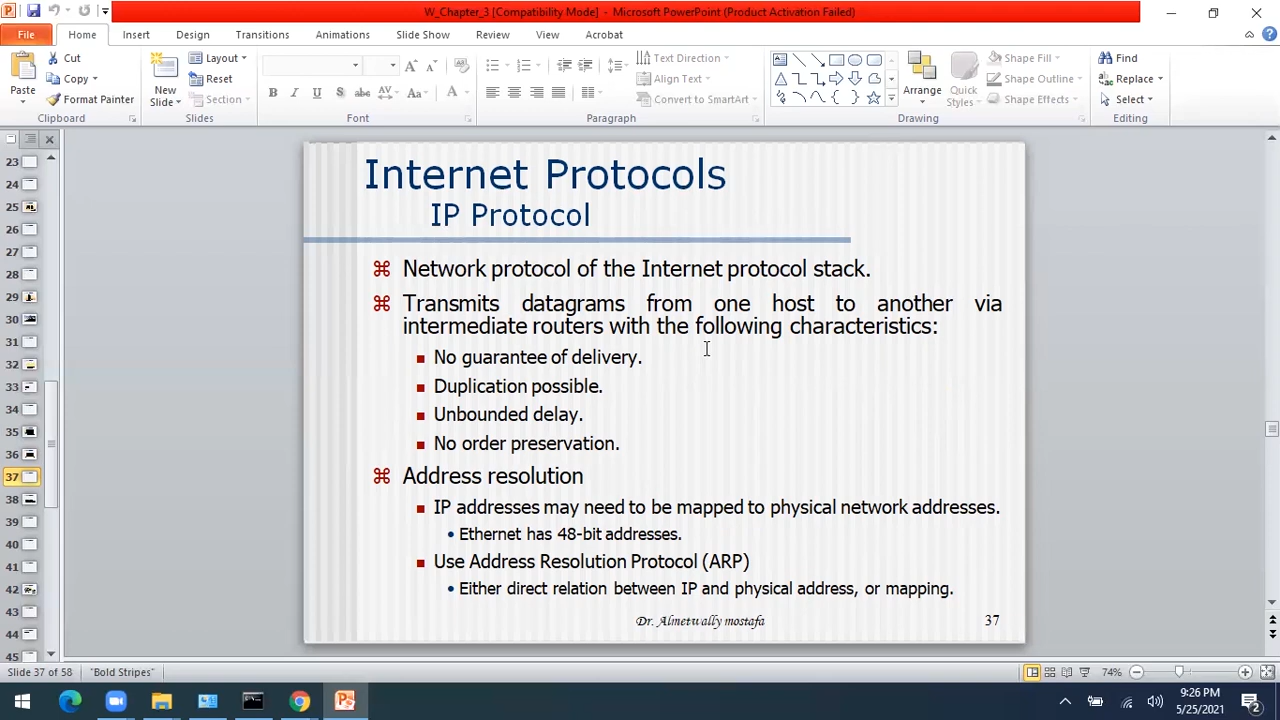 W_Chapter_3 [Compatibility Mode] - Microsoft PowerPoint (Product Activation Failed)
File Home Insert Design Transitions Animations Slide Show Review View Acrobat
Paste
Cut
Copy
Format Painter
Clipboard
New Slide
Layout
Reset
Section
Slides
B I U S abc AV Aa A
Font
Text Direction
Align Text
Convert to SmartArt
Paragraph
Arrange
Quick Styles
Shape Fill
Shape Outline
Shape Effects
Drawing
Find
Replace
Select
Editing
23
24
25
26
27
28
29
30
31
32
33
34
35
36
37
38
39
40
41
42
43
44
45
Internet Protocols
IP Protocol
Network protocol of the Internet protocol stack.
Transmits datagrams from one host to another via
intermediate routers with the following characteristics:
No guarantee of delivery.
Duplication possible.
Unbounded delay.
No order preservation.
Address resolution
IP addresses may need to be mapped to physical network addresses.
• Ethernet has 48-bit addresses.
Use Address Resolution Protocol (ARP)
• Either direct relation between IP and physical address, or mapping.
Dr. Almetwally mostafa 37
Slide 37 of 58 "Bold Stripes" 74%
9:26 PM
5/25/2021
2